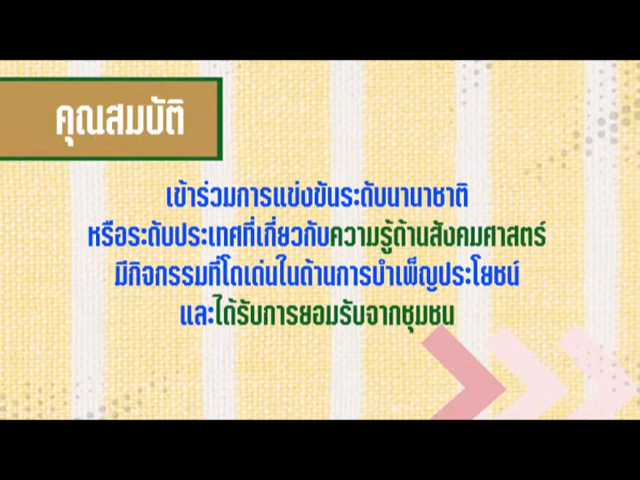 คุณสมบัติ
เข้าร่วมการแข่งขันระดับนานาชาติ
หรือระดับประเทศที่เกี่ยวกับความรู้ด้านสังคมศาสตร์
มีกิจกรรมที่โดเด่นในด้านการบำเพ็ญประโยชน์
และได้รับการยอมรับจากชุมชน